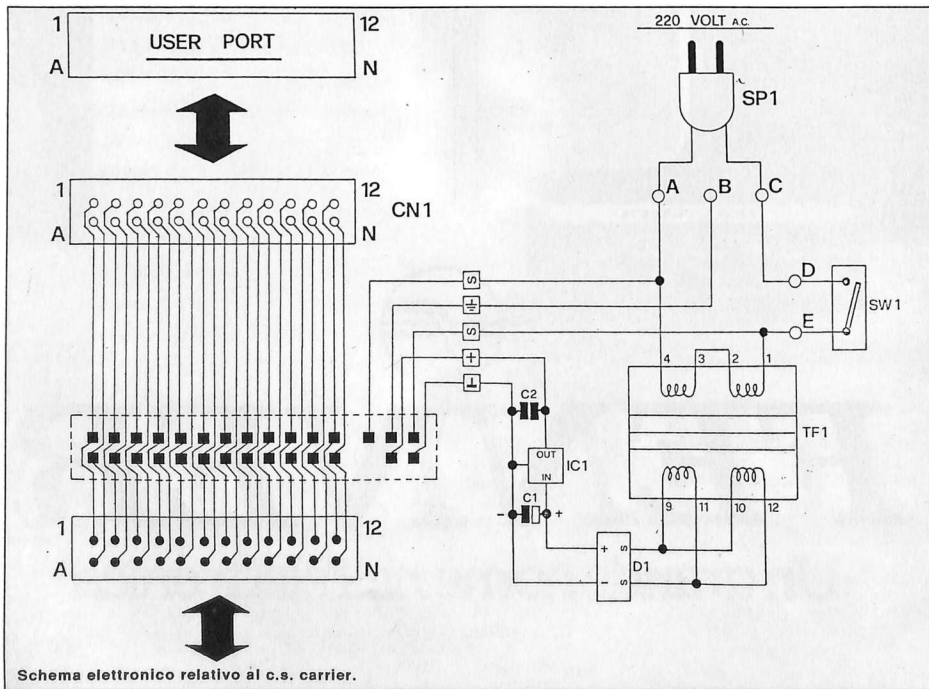 1 12
USER PORT
A N
220 VOLT A.C.
SP1
1 12
A B C
CN1
A N
S
D
SW1
S
E
+
4 3 2 1
C2
TF1
OUT
IC1
IN
9 11 10 12
- C1 +
1 12
+ S
D1
- S
A N
Schema elettronico relativo al c.s. carrier.